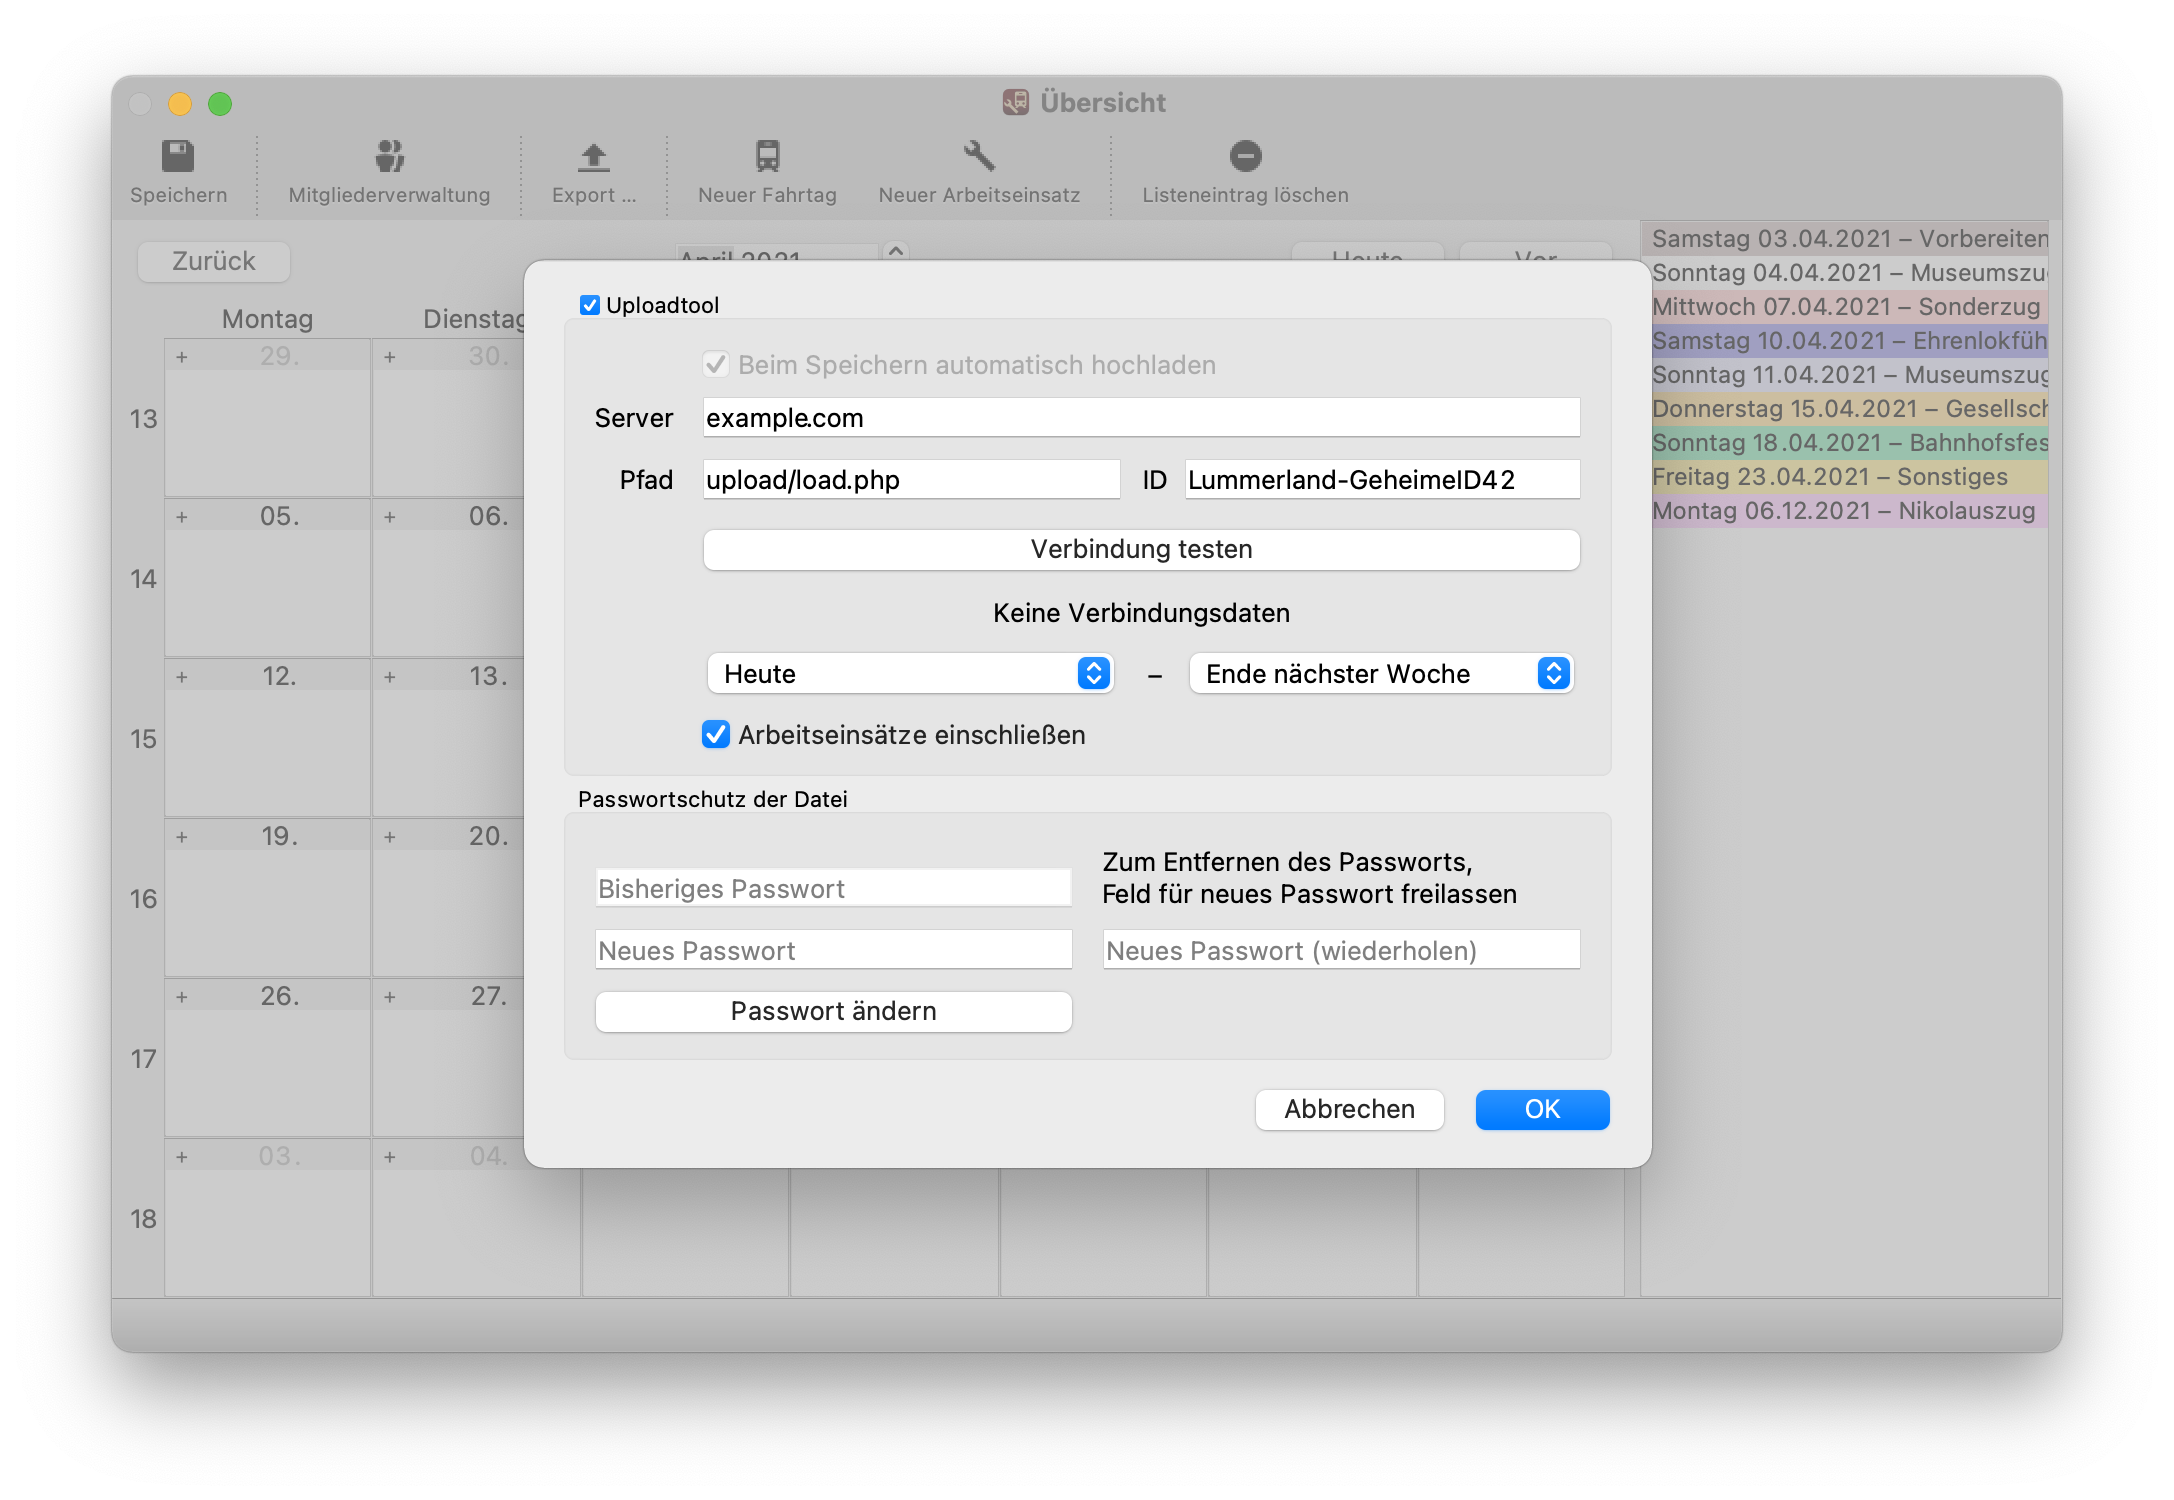 Übersicht
Speichern
Mitgliederverwaltung
Export ...
Neuer Fahrtag
Neuer Arbeitseinsatz
Listeneintrag löschen
Zurück
April 2021
Heute
Vor
Montag
Dienstag
13
+ 29.
+ 30.
14
+ 05.
+ 06.
15
+ 12.
+ 13.
16
+ 19.
+ 20.
17
+ 26.
+ 27.
18
+ 03.
+ 04.
Uploadtool
Beim Speichern automatisch hochladen
Server example.com
Pfad upload/load.php ID Lummerland-GeheimeID42
Verbindung testen
Keine Verbindungsdaten
Heute – Ende nächster Woche
Arbeitseinsätze einschließen
Passwortschutz der Datei
Bisheriges Passwort
Zum Entfernen des Passworts,
Feld für neues Passwort freilassen
Neues Passwort
Neues Passwort (wiederholen)
Passwort ändern
Abbrechen
OK
Samstag 03.04.2021 – Vorbereiten
Sonntag 04.04.2021 – Museumszu
Mittwoch 07.04.2021 – Sonderzug
Samstag 10.04.2021 – Ehrenlokfüh
Sonntag 11.04.2021 – Museumszug
Donnerstag 15.04.2021 – Gesellsch
Sonntag 18.04.2021 – Bahnhofsfes
Freitag 23.04.2021 – Sonstiges
Montag 06.12.2021 – Nikolauszug